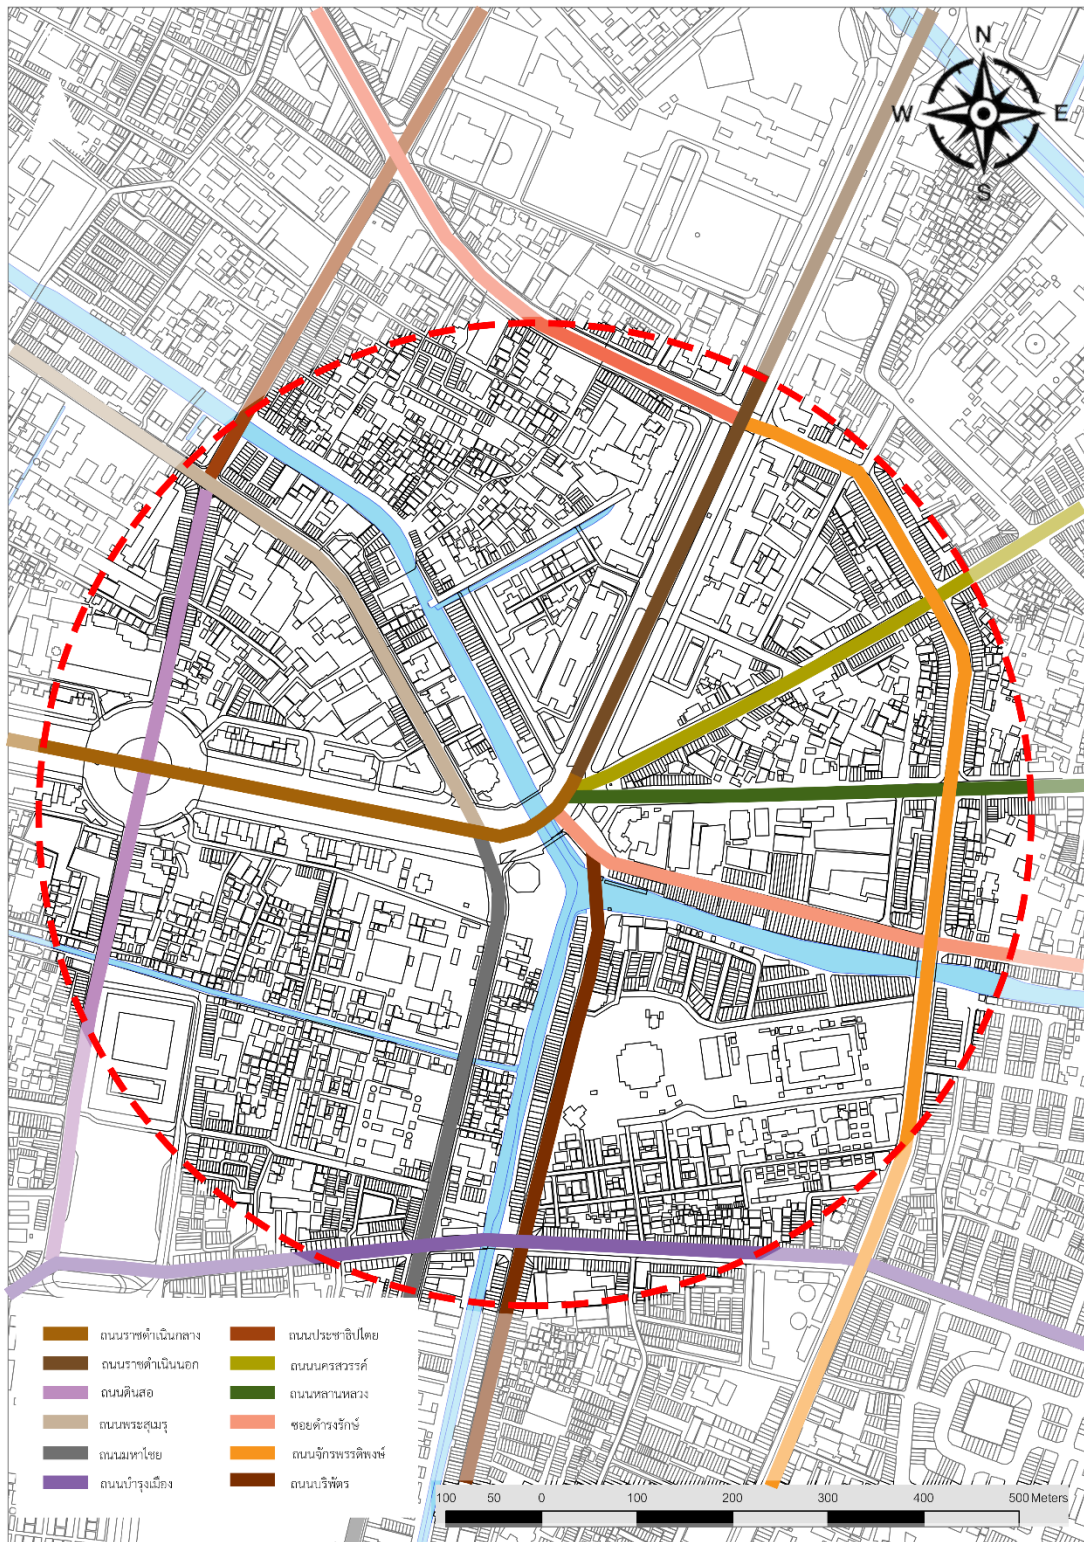 N
W E
S
ถนนราชดำเนินกลาง
ถนนราชดำเนินนอก
ถนนดินสอ
ถนนพระสุเมรุ
ถนนมหาไชย
ถนนบำรุงเมือง
ถนนประชาธิปไตย
ถนนนครสวรรค์
ถนนหลานหลวง
ซอยดำรงรักษ์
ถนนจักรพรรดิพงษ์
ถนนบริพัตร
100 50 0 100 200 300 400 500 Meters